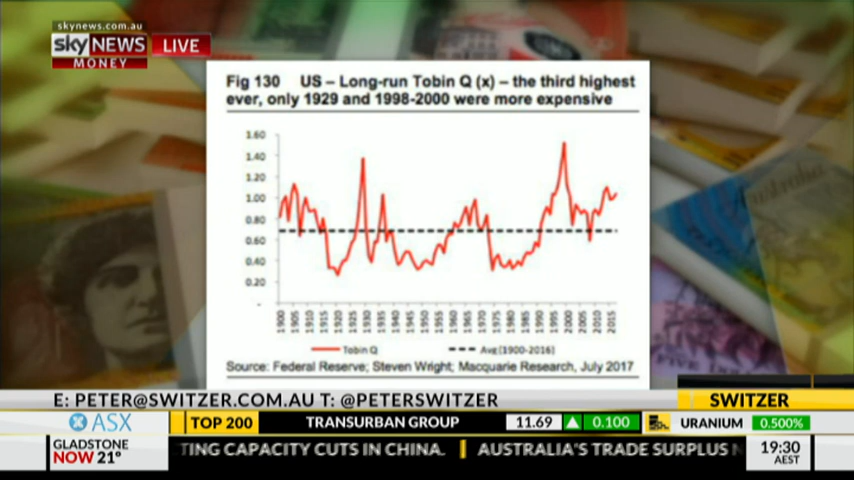 skynews.com.au
sky NEWS LIVE
MONEY
Fig 130 US – Long-run Tobin Q (x) – the third highest
ever, only 1929 and 1998-2000 were more expensive
1.60
1.40
1.20
1.00
0.80
0.60
0.40
0.20
-
1900 1905 1910 1915 1920 1925 1930 1935 1940 1945 1950 1955 1960 1965 1970 1975 1980 1985 1990 1995 2000 2005 2010 2015
Tobin Q Avg (1900-2016)
Source: Federal Reserve; Steven Wright; Macquarie Research, July 2017
Australia
E: PETER@SWITZER.COM.AU T: @PETERSWITZER SWITZER
ASX TOP 200 TRANSURBAN GROUP 11.69 0.100 URANIUM 0.500%
GLADSTONE
NOW 21°
TING CAPACITY CUTS IN CHINA. AUSTRALIA'S TRADE SURPLUS N
19:30
AEST